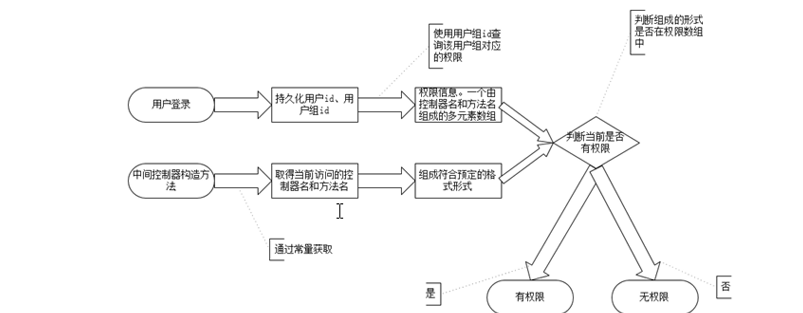 使用用户组id查
询该用户组对应
的权限
判断组成的形式
是否在权限数组
中
用户登录
持久化用户id、用
户组id
权限信息。一个由
控制器名和方法名
组成的多元素数组
判断当前是否
有权限
中间控制器构造方
法
取得当前访问的控
制器名和方法名
组成符合预定的格
式形式
通过常量获取
是
有权限
无权限
否